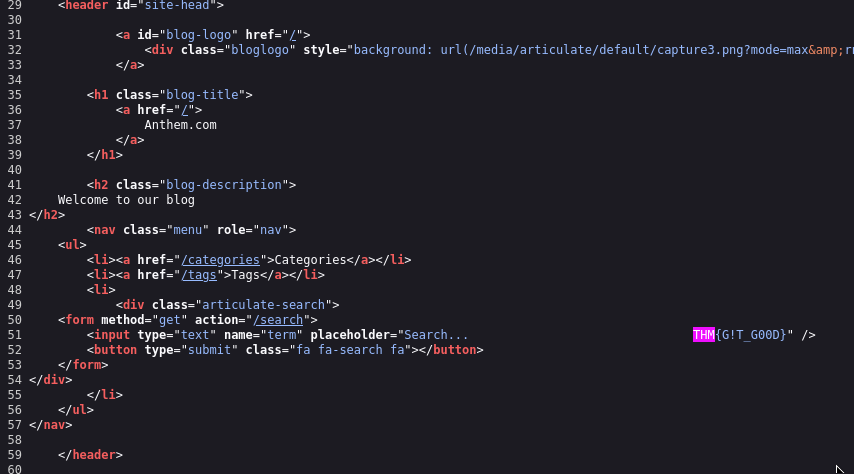 29 <header id="site-head">
30
31 <a id="blog-logo" href="/">
32 <div class="bloglogo" style="background: url(/media/articulate/default/capture3.png?mode=max&amp;
33 </a>
34
35 <h1 class="blog-title">
36 <a href="/">
37 Anthem.com
38 </a>
39 </h1>
40
41 <h2 class="blog-description">
42 Welcome to our blog
43 </h2>
44 <nav class="menu" role="nav">
45 <ul>
46 <li><a href="/categories">Categories</a></li>
47 <li><a href="/tags">Tags</a></li>
48 <li>
49 <div class="articulate-search">
50 <form method="get" action="/search">
51 <input type="text" name="term" placeholder="Search... THM{G!T_G00D}" />
52 <button type="submit" class="fa fa-search fa"></button>
53 </form>
54 </div>
55 </li>
56 </ul>
57 </nav>
58
59 </header>
60